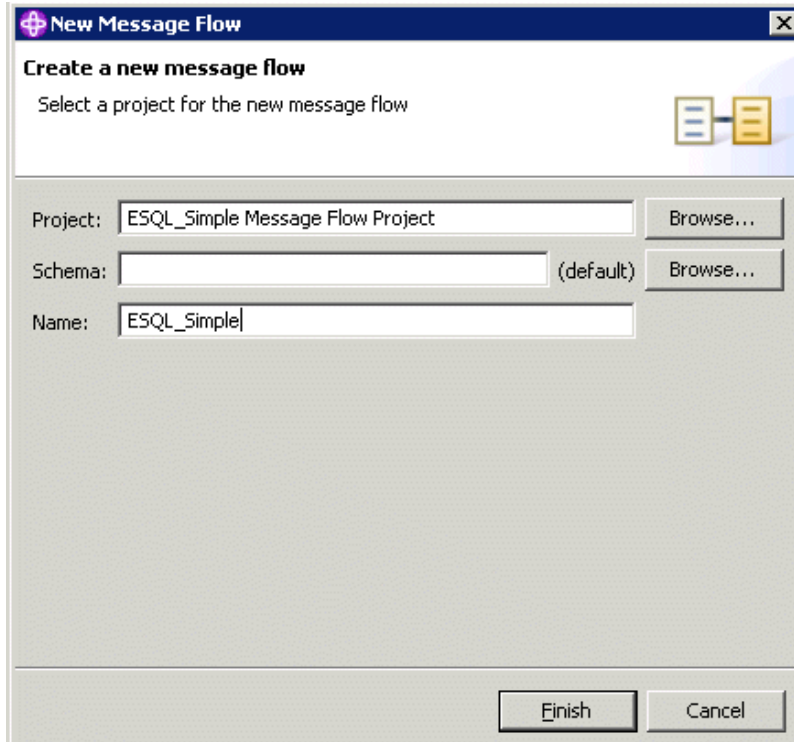 New Message Flow
Create a new message flow
Select a project for the new message flow
Project: ESQL_Simple Message Flow Project Browse...
Schema: (default) Browse...
Name: ESQL_Simple
Finish Cancel